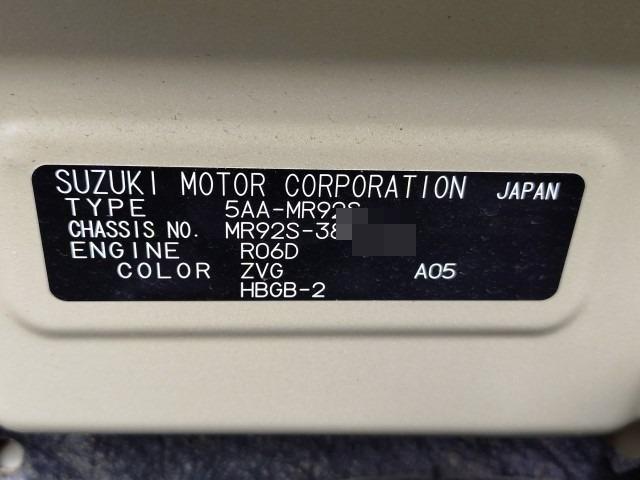 SUZUKI MOTOR CORPORATION JAPAN
TYPE 5AA-MR92S
CHASSIS NO. MR92S-38
ENGINE R06D
COLOR ZVG A05
HBGB-2